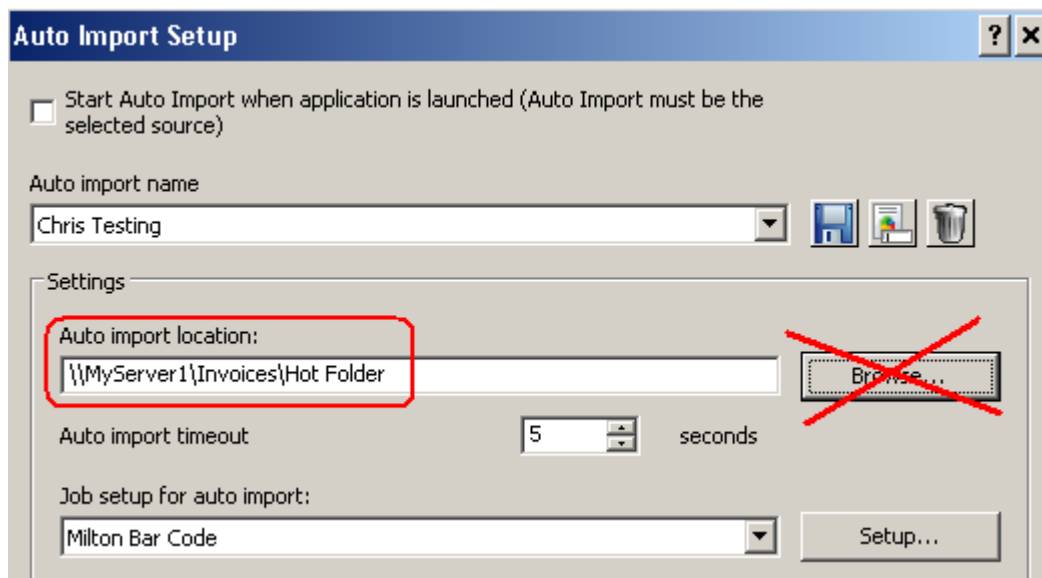 Auto Import Setup
? ×
Start Auto Import when application is launched (Auto Import must be the
selected source)
Auto import name
Chris Testing
Settings
Auto import location:
\\MyServer1\Invoices\Hot Folder
Browse...
Auto import timeout
5
seconds
Job setup for auto import:
Milton Bar Code
Setup...